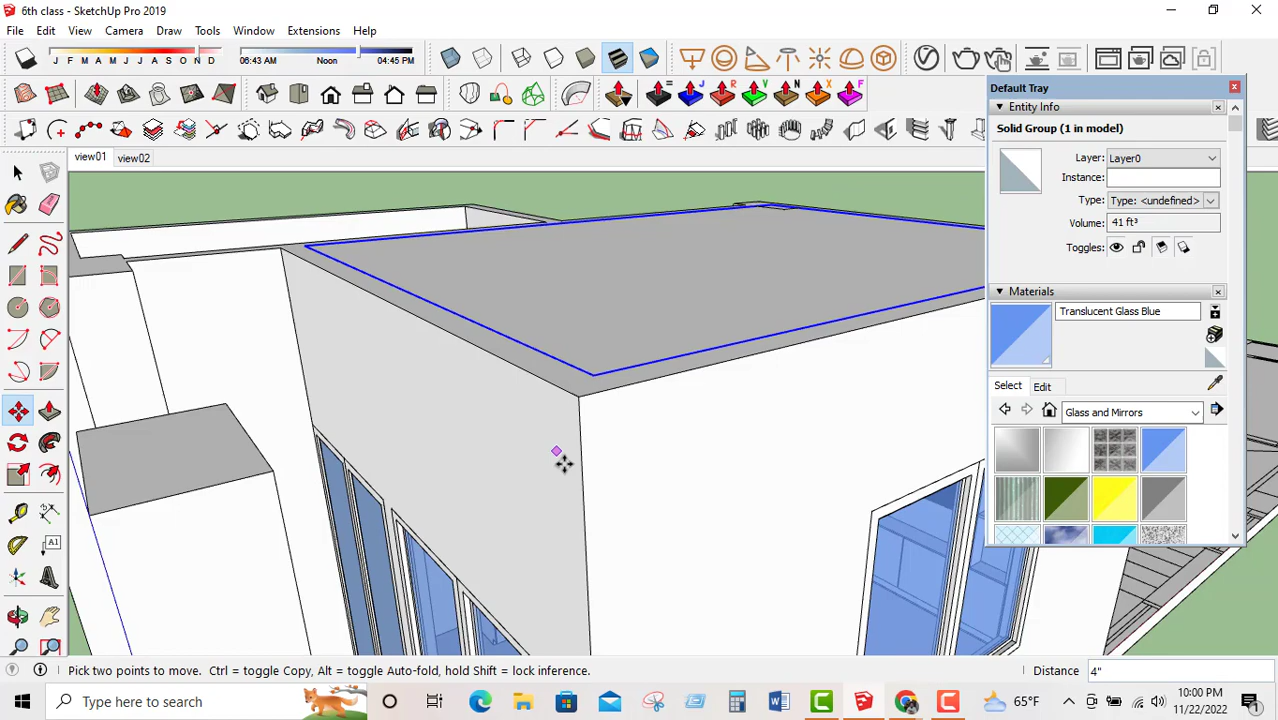 6th class - SketchUp Pro 2019
File Edit View Camera Draw Tools Window Extensions Help
J F M A M J J A S O N D
06:43 AM Noon 04:45 PM
= J R V N X F
view01 view02
Default Tray
Entity Info
Solid Group (1 in model)
Layer: Layer0
Instance:
Type: Type: <undefined>
Volume: 41 ft³
Toggles:
Materials
Translucent Glass Blue
Select Edit
Glass and Mirrors
A1
A
Pick two points to move. Ctrl = toggle Copy, Alt = toggle Auto-fold, hold Shift = lock inference.
Distance 4"
Type here to search
65°F
10:00 PM
11/22/2022
1